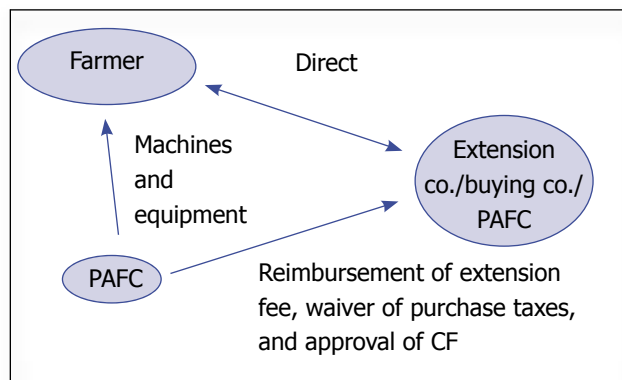 Farmer
Direct
Machines
and
equipment
Extension
co./buying co./
PAFC
PAFC
Reimbursement of extension
fee, waiver of purchase taxes,
and approval of CF